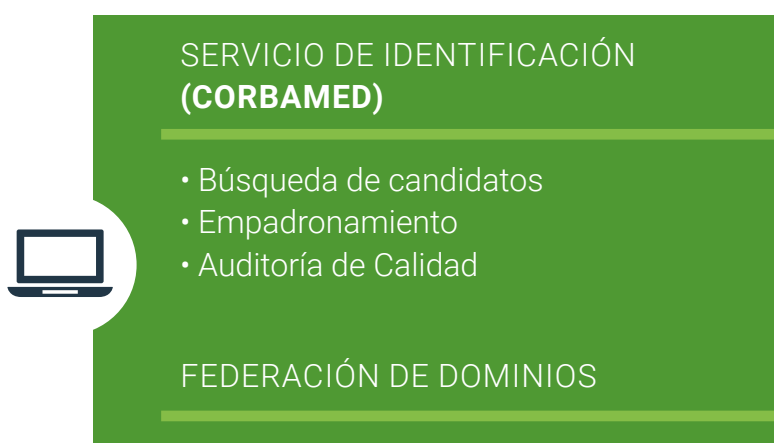 SERVICIO DE IDENTIFICACIÓN
(CORBAMED)
• Búsqueda de candidatos
• Empadronamiento
• Auditoría de Calidad
FEDERACIÓN DE DOMINIOS